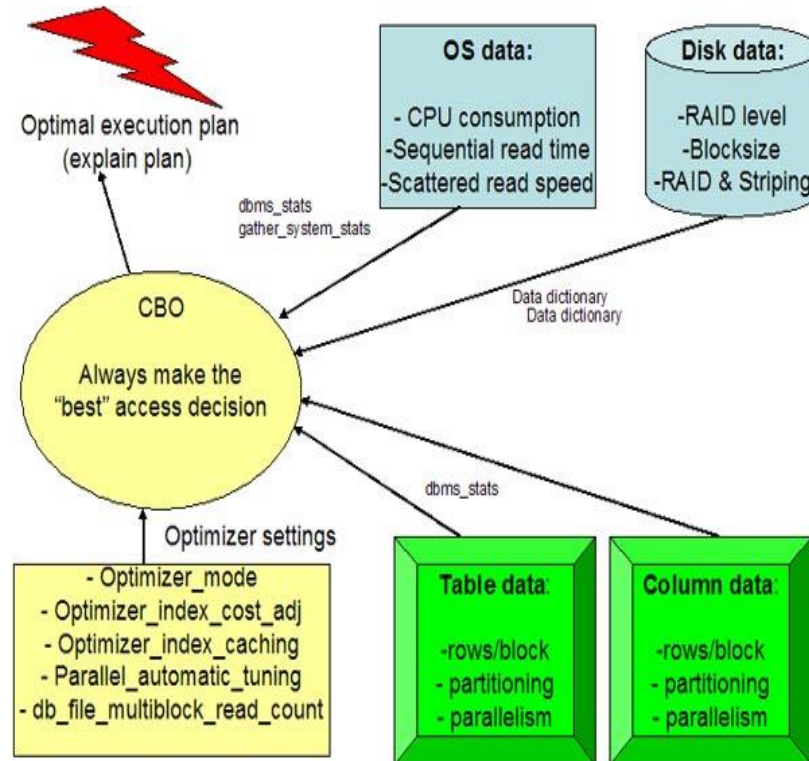 Optimal execution plan
(explain plan)
OS data:
- CPU consumption
-Sequential read time
-Scattered read speed
Disk data:
-RAID level
-Blocksize
-RAID & Striping
dbms_stats
gather_system_stats
Data dictionary
Data dictionary
CBO
Always make the
“best” access decision
dbms_stats
Optimizer settings
- Optimizer_mode
- Optimizer_index_cost_adj
- Optimizer_index_caching
- Parallel_automatic_tuning
- db_file_multiblock_read_count
Table data:
-rows/block
- partitioning
- parallelism
Column data:
-rows/block
- partitioning
- parallelism